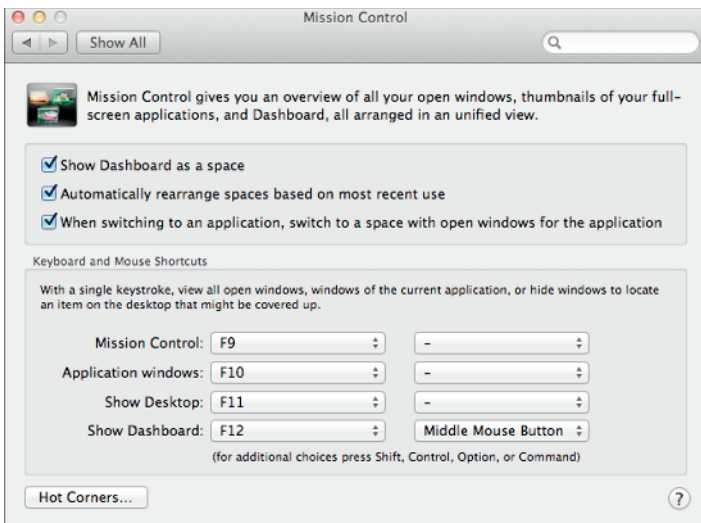 Mission Control
Show All
Mission Control gives you an overview of all your open windows, thumbnails of your full-
screen applications, and Dashboard, all arranged in an unified view.
Show Dashboard as a space
Automatically rearrange spaces based on most recent use
When switching to an application, switch to a space with open windows for the application
Keyboard and Mouse Shortcuts
With a single keystroke, view all open windows, windows of the current application, or hide windows to locate
an item on the desktop that might be covered up.
Mission Control: F9 -
Application windows: F10 -
Show Desktop: F11 -
Show Dashboard: F12 Middle Mouse Button
(for additional choices press Shift, Control, Option, or Command)
Hot Corners... ?